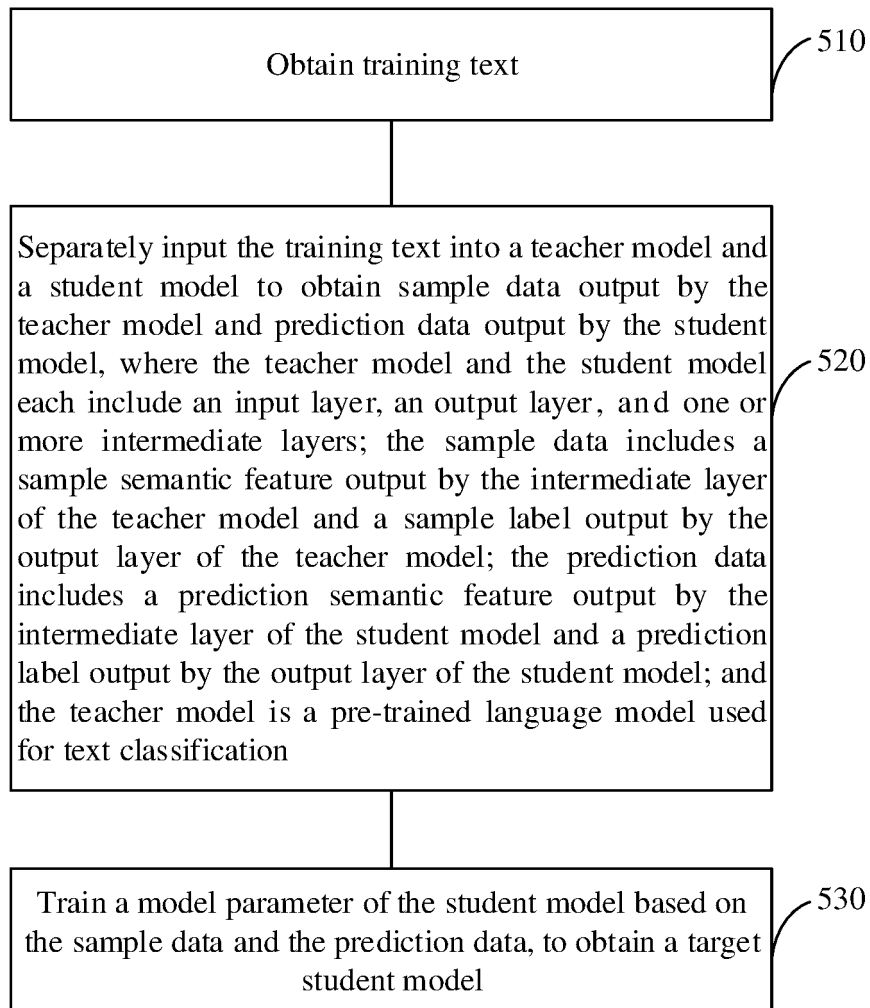 Obtain training text
510
Separately input the training text into a teacher model and
a student model to obtain sample data output by the
teacher model and prediction data output by the student
model, where the teacher model and the student model
each include an input layer, an output layer, and one or
more intermediate layers; the sample data includes a
sample semantic feature output by the intermediate layer
of the teacher model and a sample label output by the
output layer of the teacher model; the prediction data
includes a prediction semantic feature output by the
intermediate layer of the student model and a prediction
label output by the output layer of the student model; and
the teacher model is a pre-trained language model used
for text classification
520
Train a model parameter of the student model based on
the sample data and the prediction data, to obtain a target
student model
530